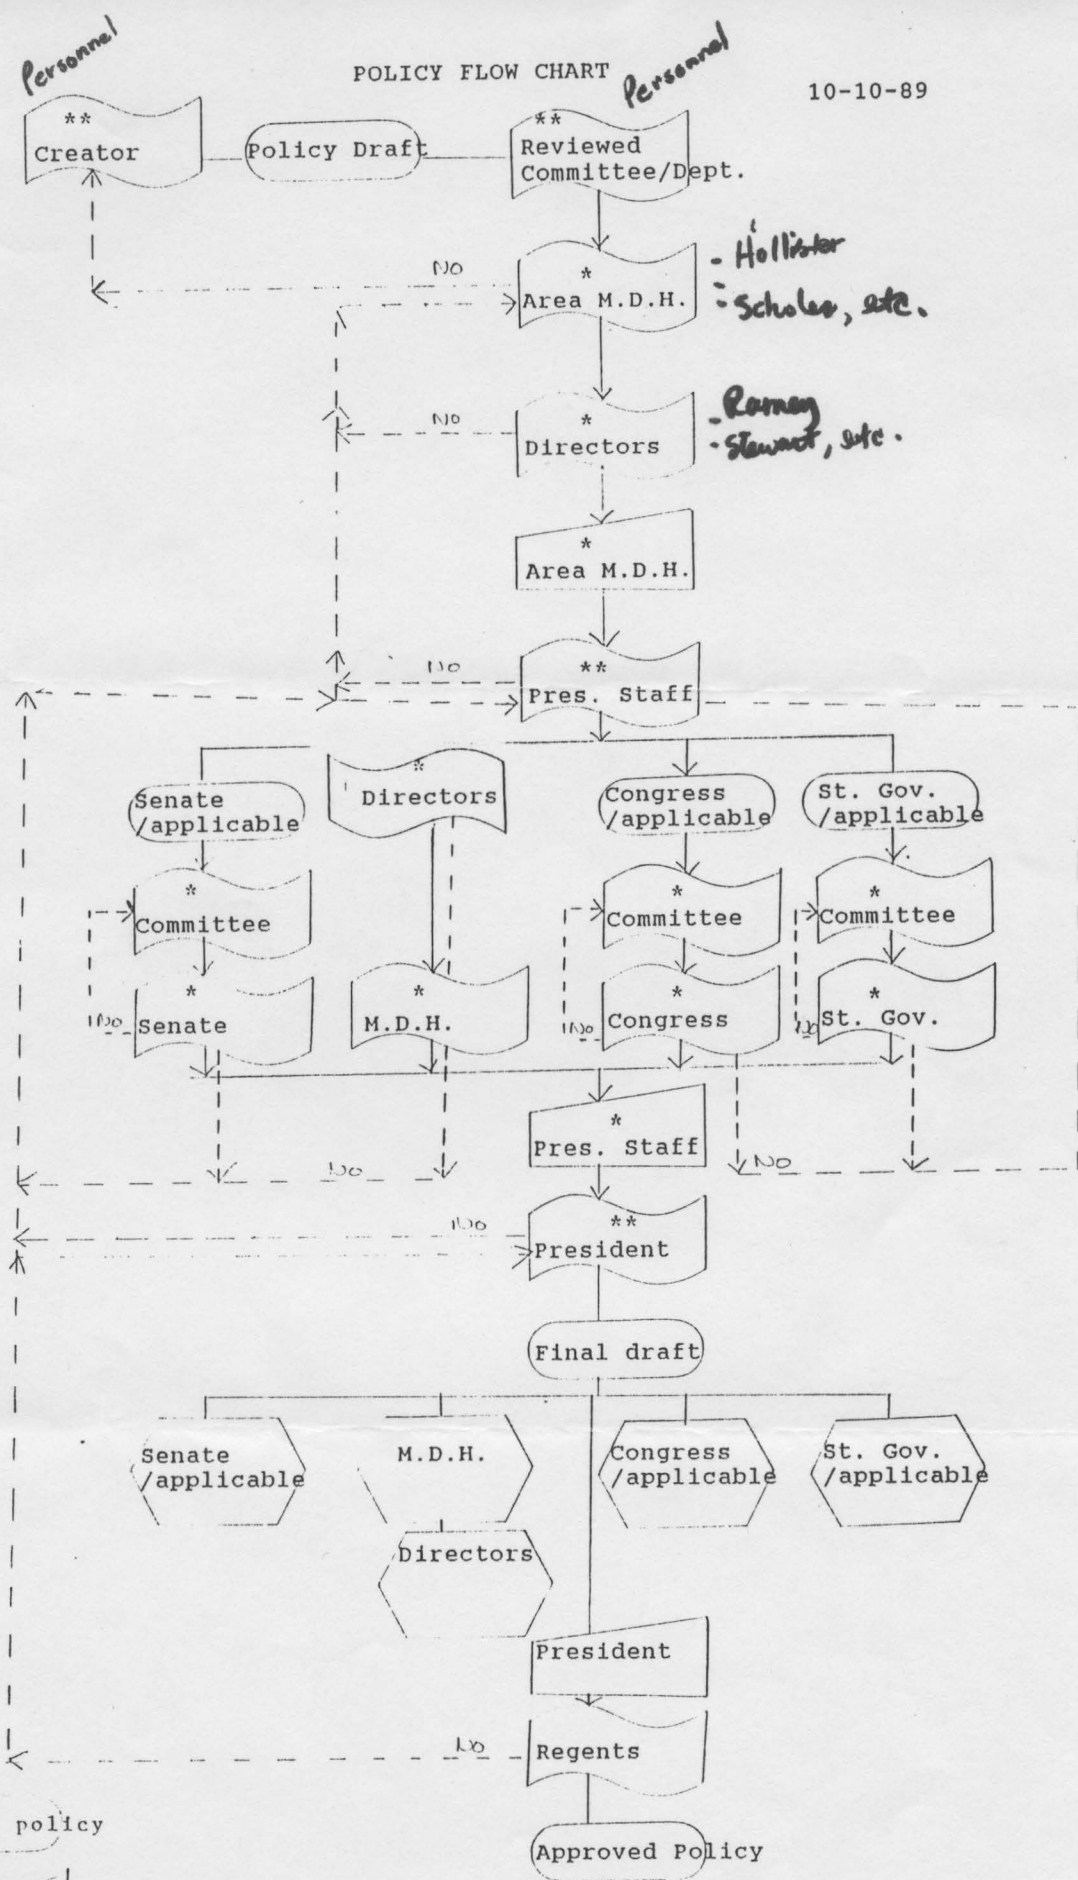 Personnel
POLICY FLOW CHART
Personnel
10-10-89
**
Creator
Policy Draft
**
Reviewed
Committee/Dept.
NO
*
Area M.D.H.
- Hollister
- Scholes, etc.
NO
*
Directors
- Ramey
- Stewart, etc.
*
Area M.D.H.
NO
**
Pres. Staff
Senate
/applicable
*
Directors
Congress
/applicable
St. Gov.
/applicable
*
Committee
*
Committee
*
Committee
No
*
Senate
*
M.D.H.
No
*
Congress
No
*
St. Gov.
*
Pres. Staff
No
NO
No
**
President
Final draft
Senate
/applicable
M.D.H.
Congress
/applicable
St. Gov.
/applicable
Directors
President
No
Regents
policy
Approved Policy